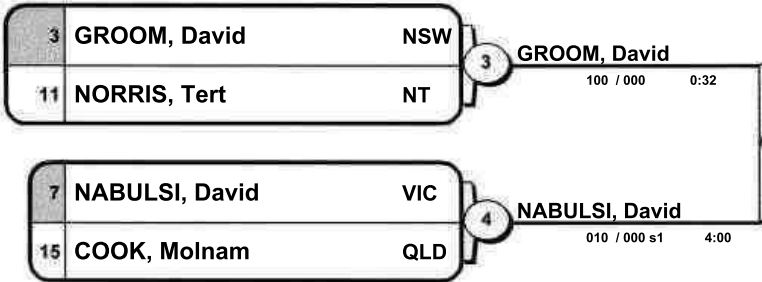 3 GROOM, David NSW
11 NORRIS, Tert NT
3 GROOM, David
100 / 000 0:32
7 NABULSI, David VIC
15 COOK, Molnam QLD
4 NABULSI, David
010 / 000 s1 4:00